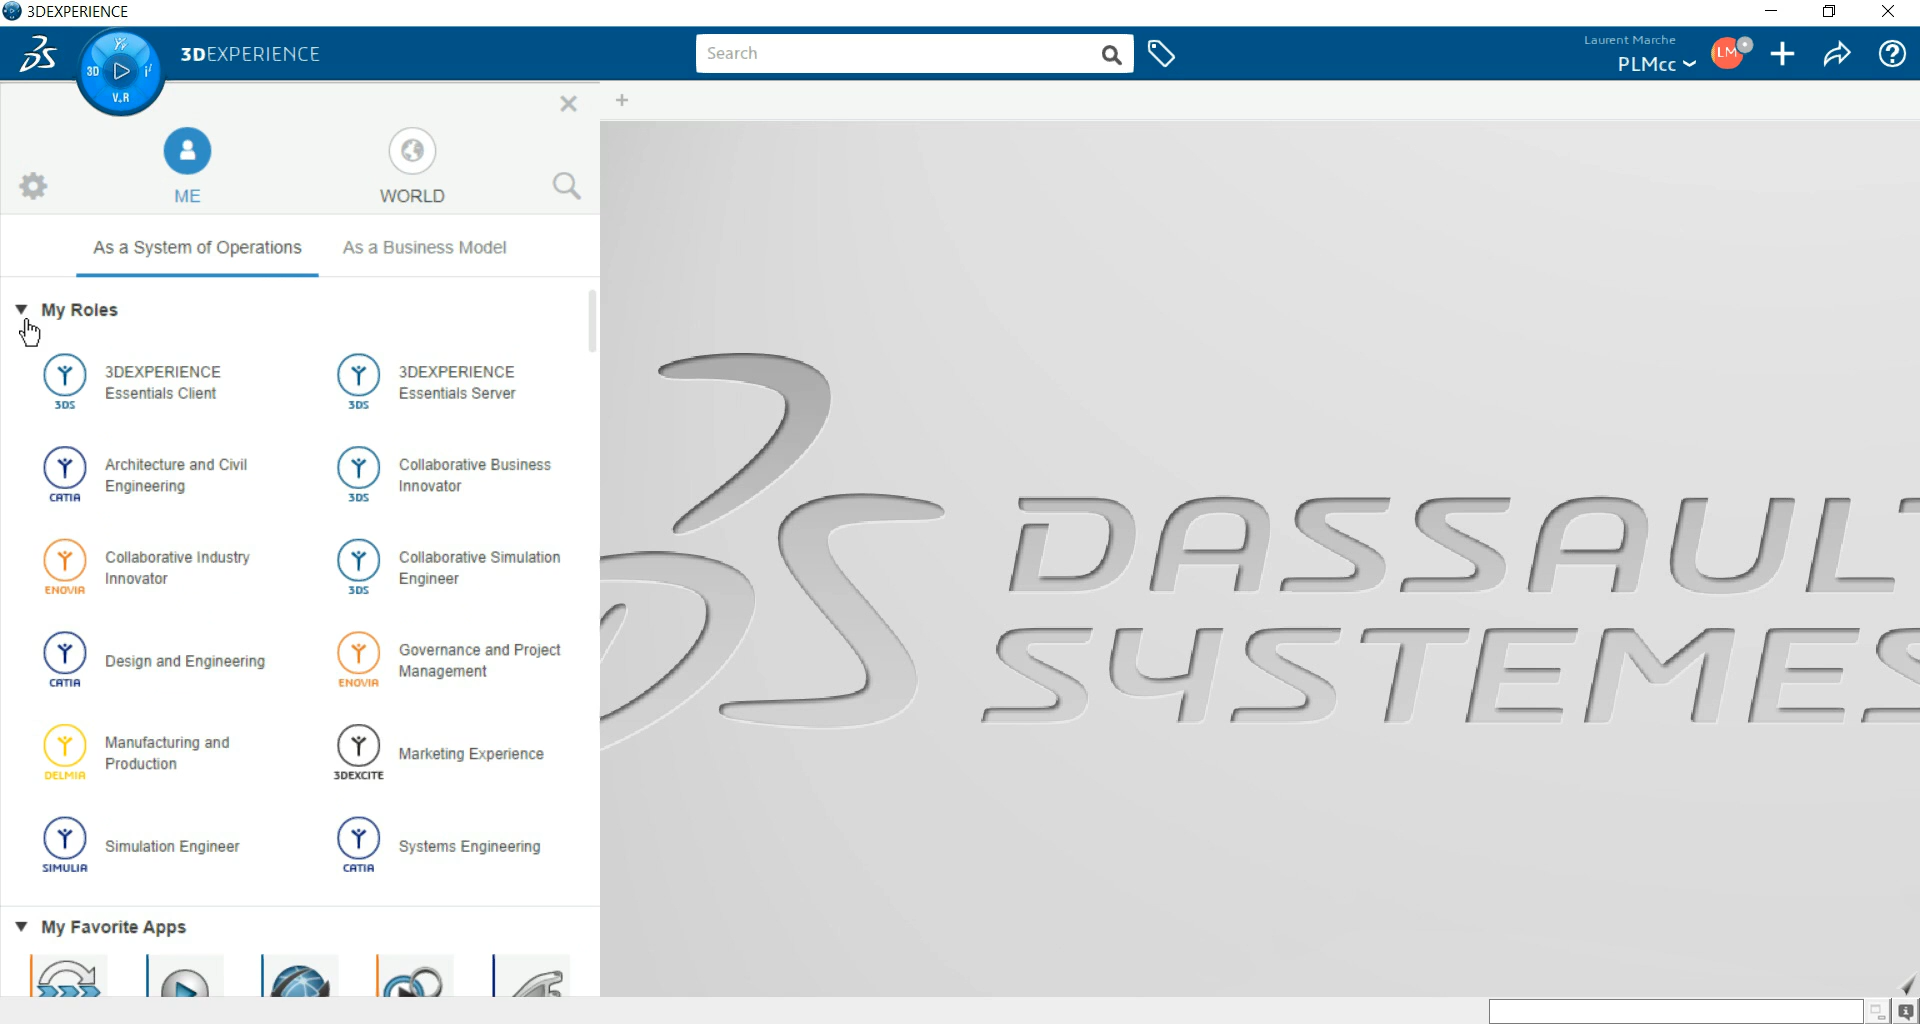 3DEXPERIENCE
3DEXPERIENCE
3D
V.R
Search
Laurent Marche
PLMcc
LM
ME
WORLD
As a System of Operations
As a Business Model
My Roles
3DS
3DEXPERIENCE
Essentials Client
3DS
3DEXPERIENCE
Essentials Server
CATIA
Architecture and Civil
Engineering
3DS
Collaborative Business
Innovator
ENOVIA
Collaborative Industry
Innovator
3DS
Collaborative Simulation
Engineer
CATIA
Design and Engineering
ENOVIA
Governance and Project
Management
DELMIA
Manufacturing and
Production
3DEXCITE
Marketing Experience
SIMULIA
Simulation Engineer
CATIA
Systems Engineering
My Favorite Apps
DASSAULT
SYSTEMES